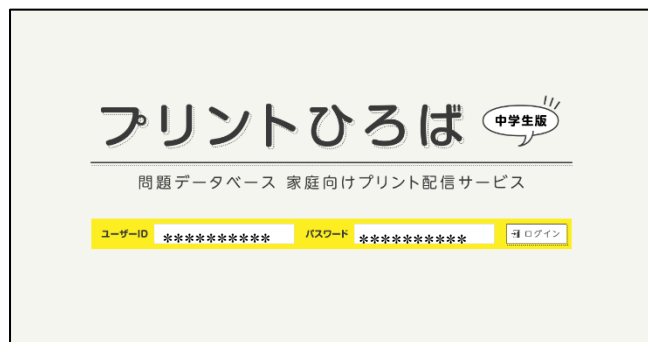 プリントひろば 中学生版
問題データベース 家庭向けプリント配信サービス
ユーザーID ********** パスワード ********** ログイン